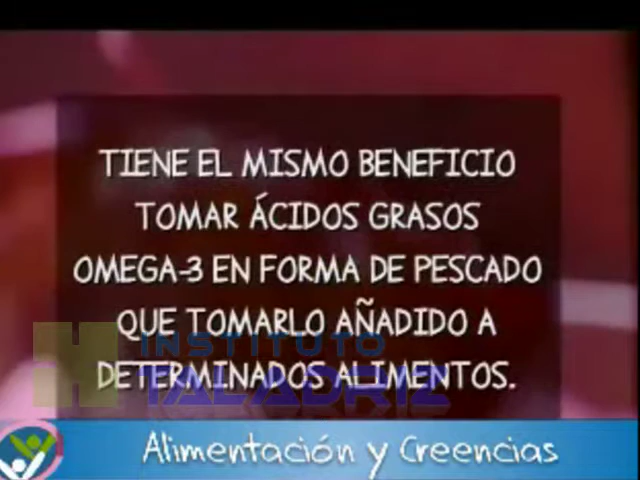 TIENE EL MISMO BENEFICIO
TOMAR ÁCIDOS GRASOS
OMEGA-3 EN FORMA DE PESCADO
QUE TOMARLO AÑADIDO A
DETERMINADOS ALIMENTOS.
INSTITUTO
TALADRIZ
Alimentación y Creencias